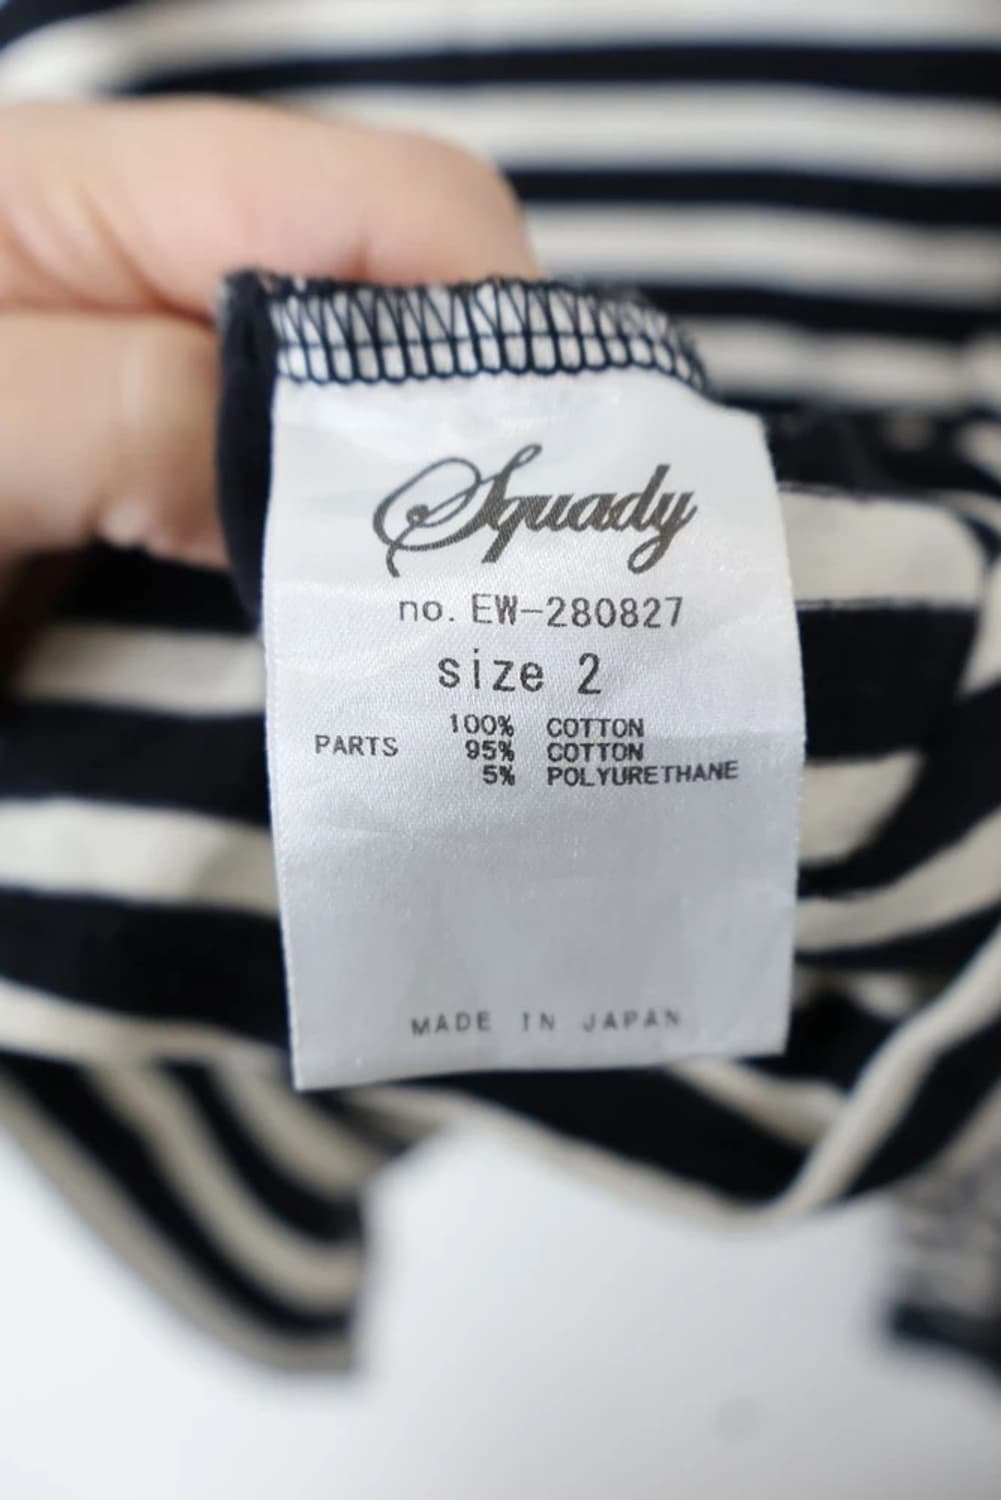 Squady
no. EW-280827
size 2
100% COTTON
PARTS 95% COTTON
5% POLYURETHANE
MADE IN JAPAN